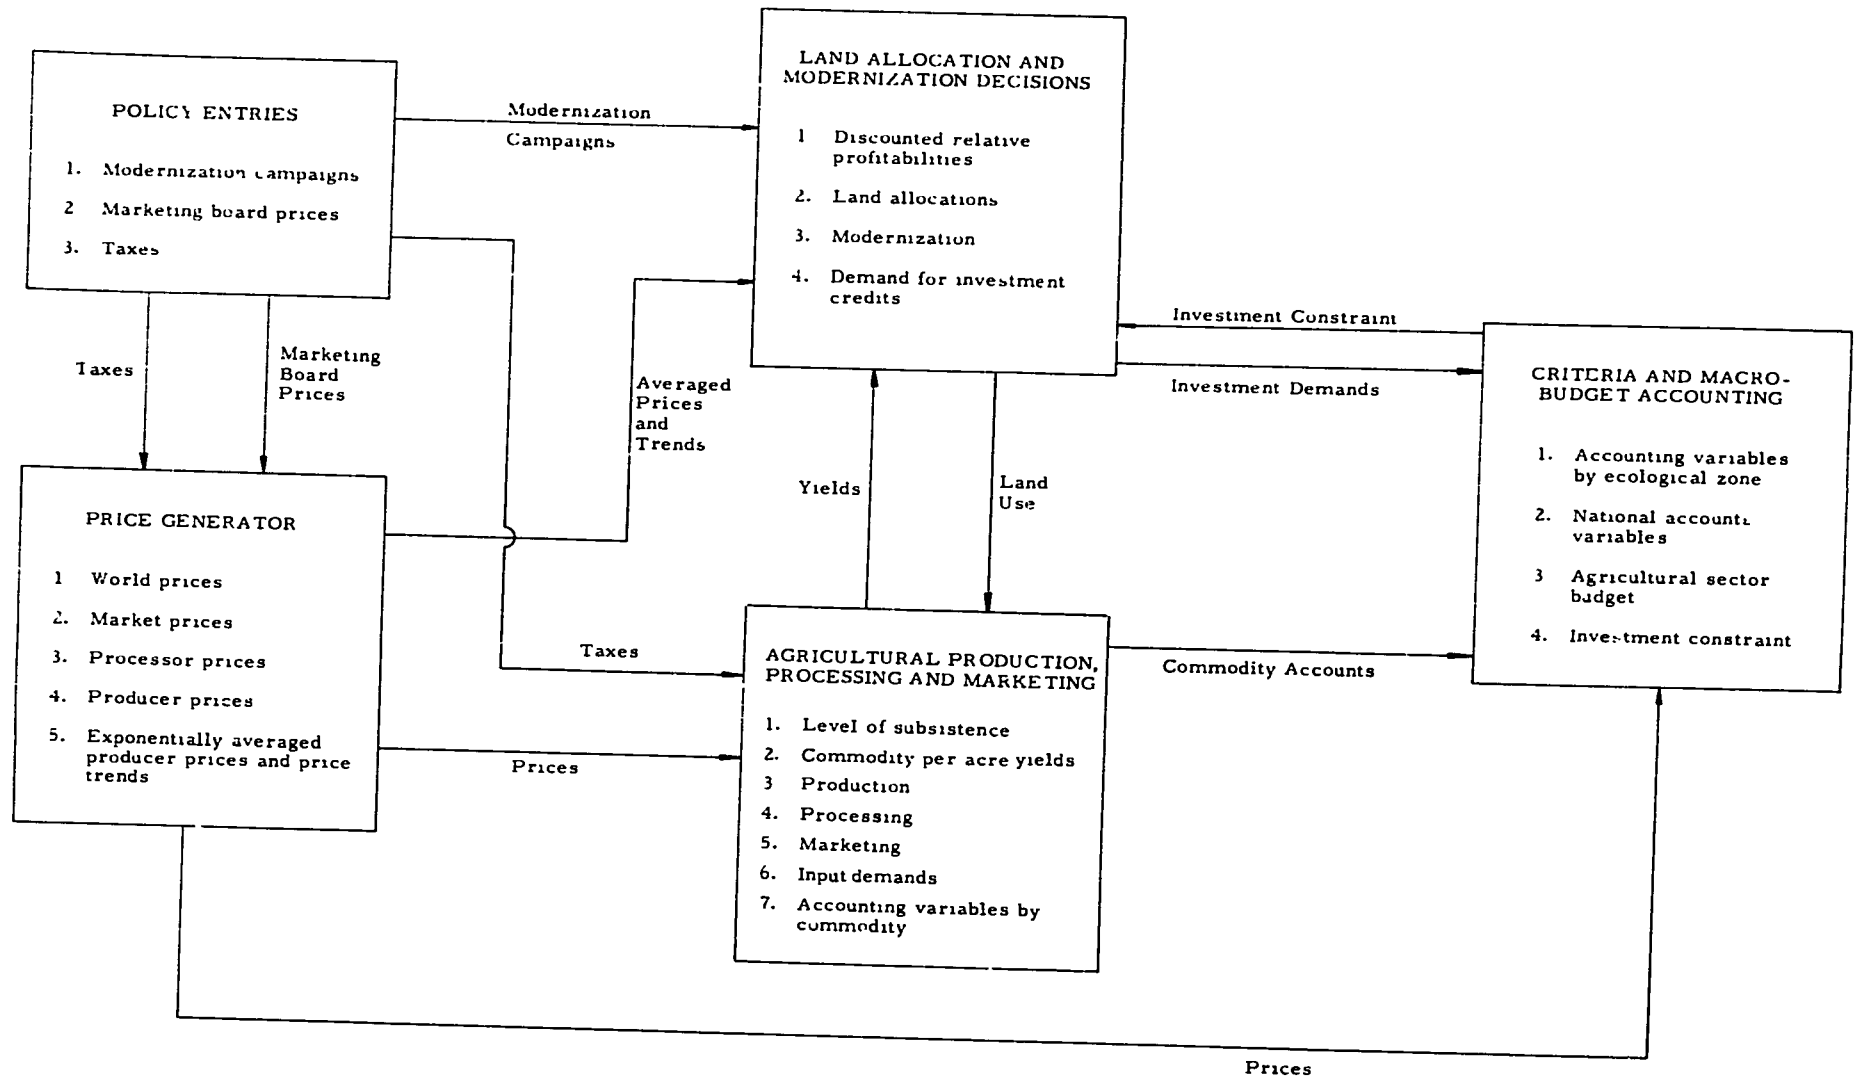 POLICY ENTRIES
1. Modernization campaigns
2 Marketing board prices
3. Taxes
Modernization
Campaigns
LAND ALLOCATION AND
MODERNIZATION DECISIONS
1 Discounted relative
profitabilities
2. Land allocations
3. Modernization
4. Demand for investment
credits
Taxes
Marketing
Board
Prices
Averaged
Prices
and
Trends
Investment Constraint
Investment Demands
Yields
Land
Use
CRITERIA AND MACRO-
BUDGET ACCOUNTING
1. Accounting variables
by ecological zone
2. National accounts
variables
3 Agricultural sector
budget
4. Investment constraint
PRICE GENERATOR
1 World prices
2. Market prices
3. Processor prices
4. Producer prices
5. Exponentially averaged
producer prices and price
trends
Taxes
Prices
AGRICULTURAL PRODUCTION,
PROCESSING AND MARKETING
1. Level of subsistence
2. Commodity per acre yields
3 Production
4. Processing
5. Marketing
6. Input demands
7. Accounting variables by
commodity
Commodity Accounts
Prices